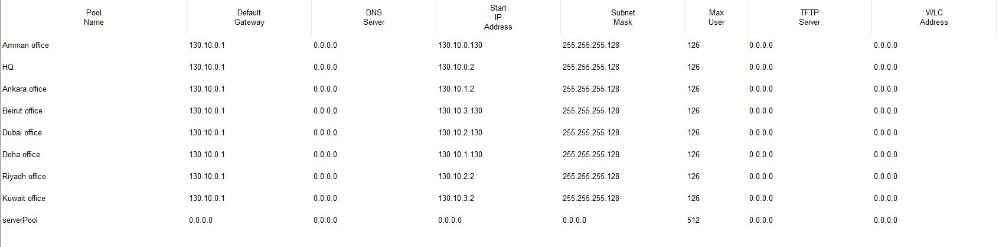 Pool Name	Default Gateway	DNS Server	Start IP Address	Subnet Mask	Max User	TFTP Server	WLC Address
Amman office	130.10.0.1	0.0.0.0	130.10.0.130	255.255.255.128	126	0.0.0.0	0.0.0.0
HQ	130.10.0.1	0.0.0.0	130.10.0.2	255.255.255.128	126	0.0.0.0	0.0.0.0
Ankara office	130.10.0.1	0.0.0.0	130.10.1.2	255.255.255.128	126	0.0.0.0	0.0.0.0
Beirut office	130.10.0.1	0.0.0.0	130.10.3.130	255.255.255.128	126	0.0.0.0	0.0.0.0
Dubai office	130.10.0.1	0.0.0.0	130.10.2.130	255.255.255.128	126	0.0.0.0	0.0.0.0
Doha office	130.10.0.1	0.0.0.0	130.10.1.130	255.255.255.128	126	0.0.0.0	0.0.0.0
Riyadh office	130.10.0.1	0.0.0.0	130.10.2.2	255.255.255.128	126	0.0.0.0	0.0.0.0
Kuwait office	130.10.0.1	0.0.0.0	130.10.3.2	255.255.255.128	126	0.0.0.0	0.0.0.0
serverPool	0.0.0.0	0.0.0.0	0.0.0.0	0.0.0.0	512	0.0.0.0	0.0.0.0